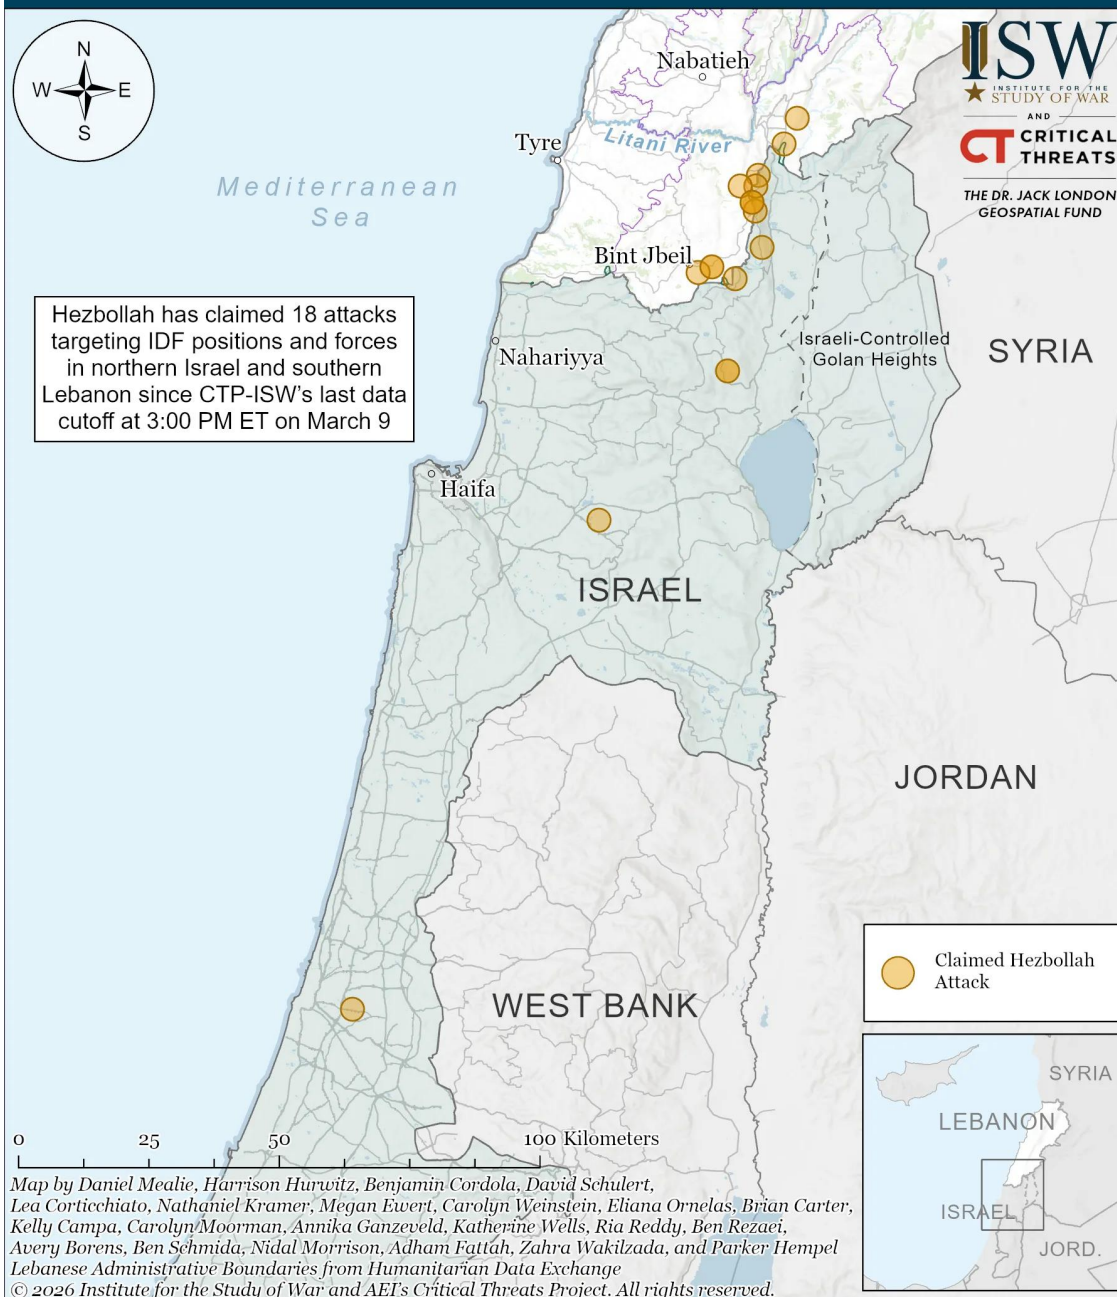 N
W E
S
ISW
INSTITUTE FOR THE
STUDY OF WAR
AND
CT CRITICAL
THREATS
THE DR. JACK LONDON
GEOSPATIAL FUND
Nabatieh
Litani River
Tyre
Mediterranean
Sea
Bint Jbeil
Hezbollah has claimed 18 attacks
targeting IDF positions and forces
in northern Israel and southern
Lebanon since CTP-ISW's last data
cutoff at 3:00 PM ET on March 9
Nahariyya
Israeli-Controlled
Golan Heights
SYRIA
Haifa
ISRAEL
JORDAN
WEST BANK
Claimed Hezbollah
Attack
SYRIA
LEBANON
ISRAEL
JORD.
0 25 50 100 Kilometers
Map by Daniel Mealie, Harrison Hurwitz, Benjamin Cordola, David Schulert,
Lea Corticchiato, Nathaniel Kramer, Megan Ewert, Carolyn Weinstein, Eliana Ornelas, Brian Carter,
Kelly Campa, Carolyn Moorman, Annika Ganzeveld, Katherine Wells, Ria Reddy, Ben Rezaei,
Avery Borens, Ben Schmida, Nidal Morrison, Adham Fattah, Zahra Wakilzada, and Parker Hempel
Lebanese Administrative Boundaries from Humanitarian Data Exchange
© 2026 Institute for the Study of War and AEI's Critical Threats Project. All rights reserved.